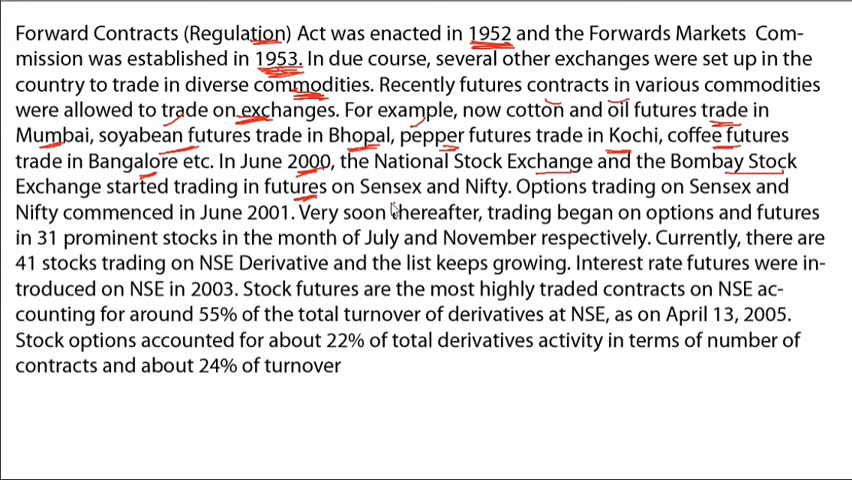 Forward Contracts (Regulation) Act was enacted in 1952 and the Forwards Markets Com-
mission was established in 1953. In due course, several other exchanges were set up in the
country to trade in diverse commodities. Recently futures contracts in various commodities
were allowed to trade on exchanges. For example, now cotton and oil futures trade in
Mumbai, soyabean futures trade in Bhopal, pepper futures trade in Kochi, coffee futures
trade in Bangalore etc. In June 2000, the National Stock Exchange and the Bombay Stock
Exchange started trading in futures on Sensex and Nifty. Options trading on Sensex and
Nifty commenced in June 2001. Very soon thereafter, trading began on options and futures
in 31 prominent stocks in the month of July and November respectively. Currently, there are
41 stocks trading on NSE Derivative and the list keeps growing. Interest rate futures were in-
troduced on NSE in 2003. Stock futures are the most highly traded contracts on NSE ac-
counting for around 55% of the total turnover of derivatives at NSE, as on April 13, 2005.
Stock options accounted for about 22% of total derivatives activity in terms of number of
contracts and about 24% of turnover